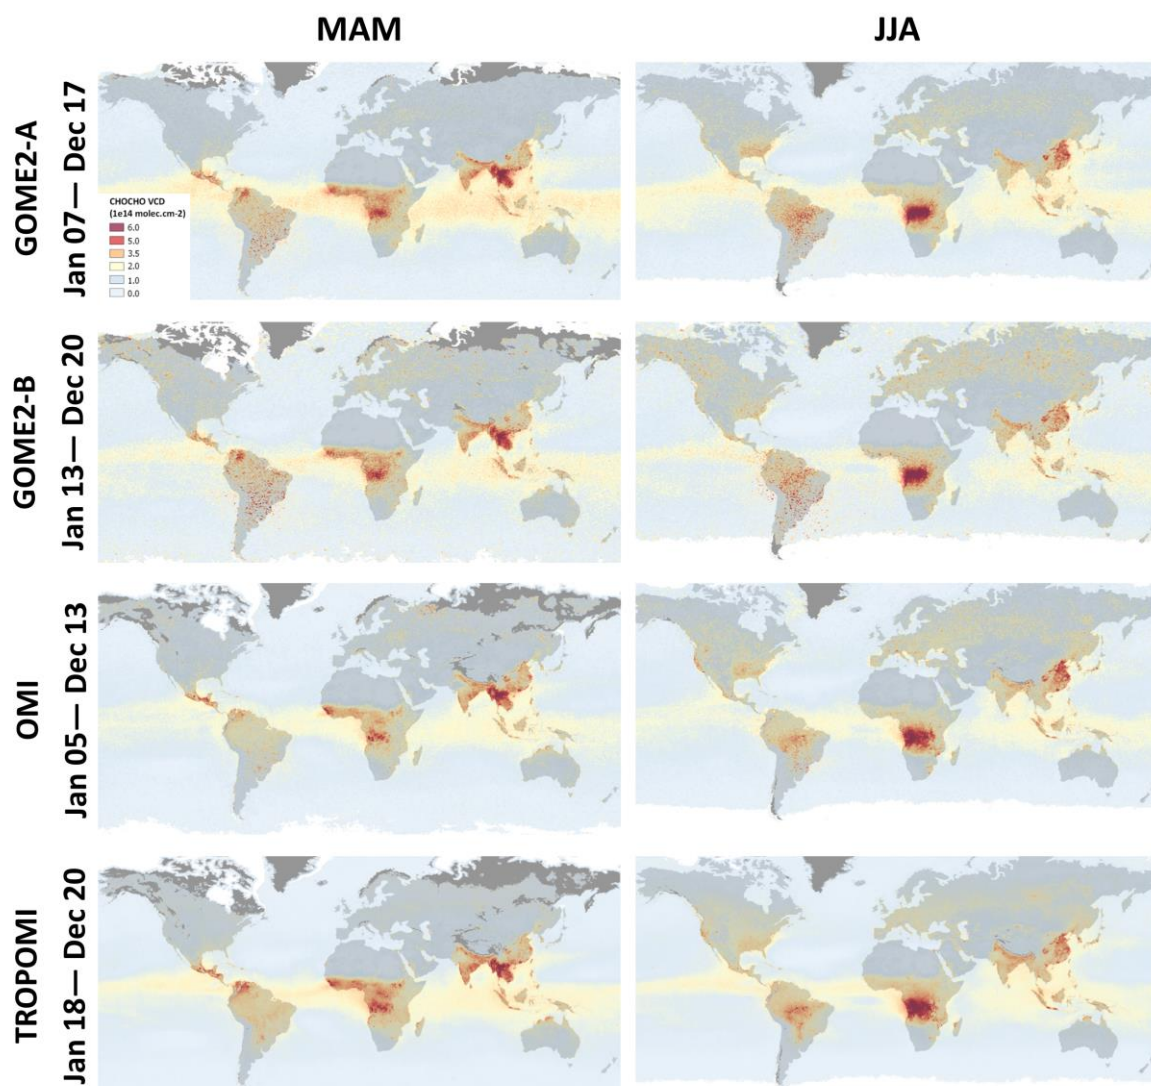 MAM
JJA
GOME2-A
Jan 07— Dec 17
CHOCHO VCD
(1e14 molec.cm-2)
6.0
5.0
3.5
2.0
1.0
0.0
GOME2-B
Jan 13— Dec 20
OMI
Jan 05— Dec 13
TROPOMI
Jan 18— Dec 20